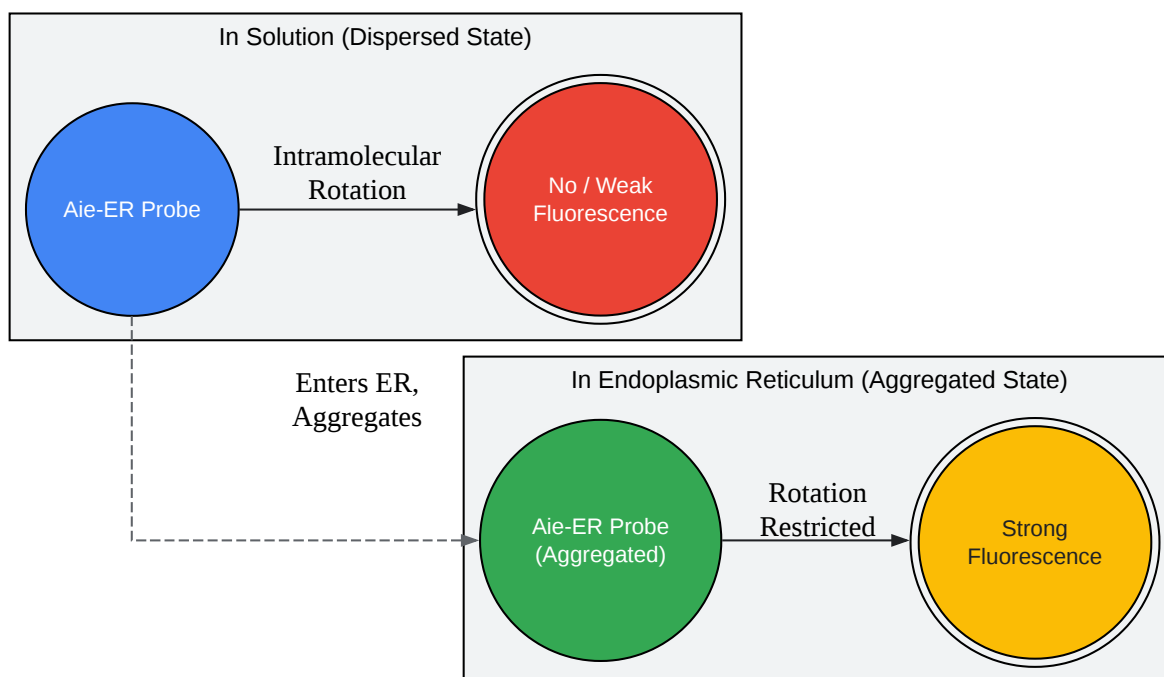 In Solution (Dispersed State)
Aie-ER Probe
Intramolecular
Rotation
No / Weak
Fluorescence
Enters ER,
Aggregates
In Endoplasmic Reticulum (Aggregated State)
Aie-ER Probe
(Aggregated)
Rotation
Restricted
Strong
Fluorescence